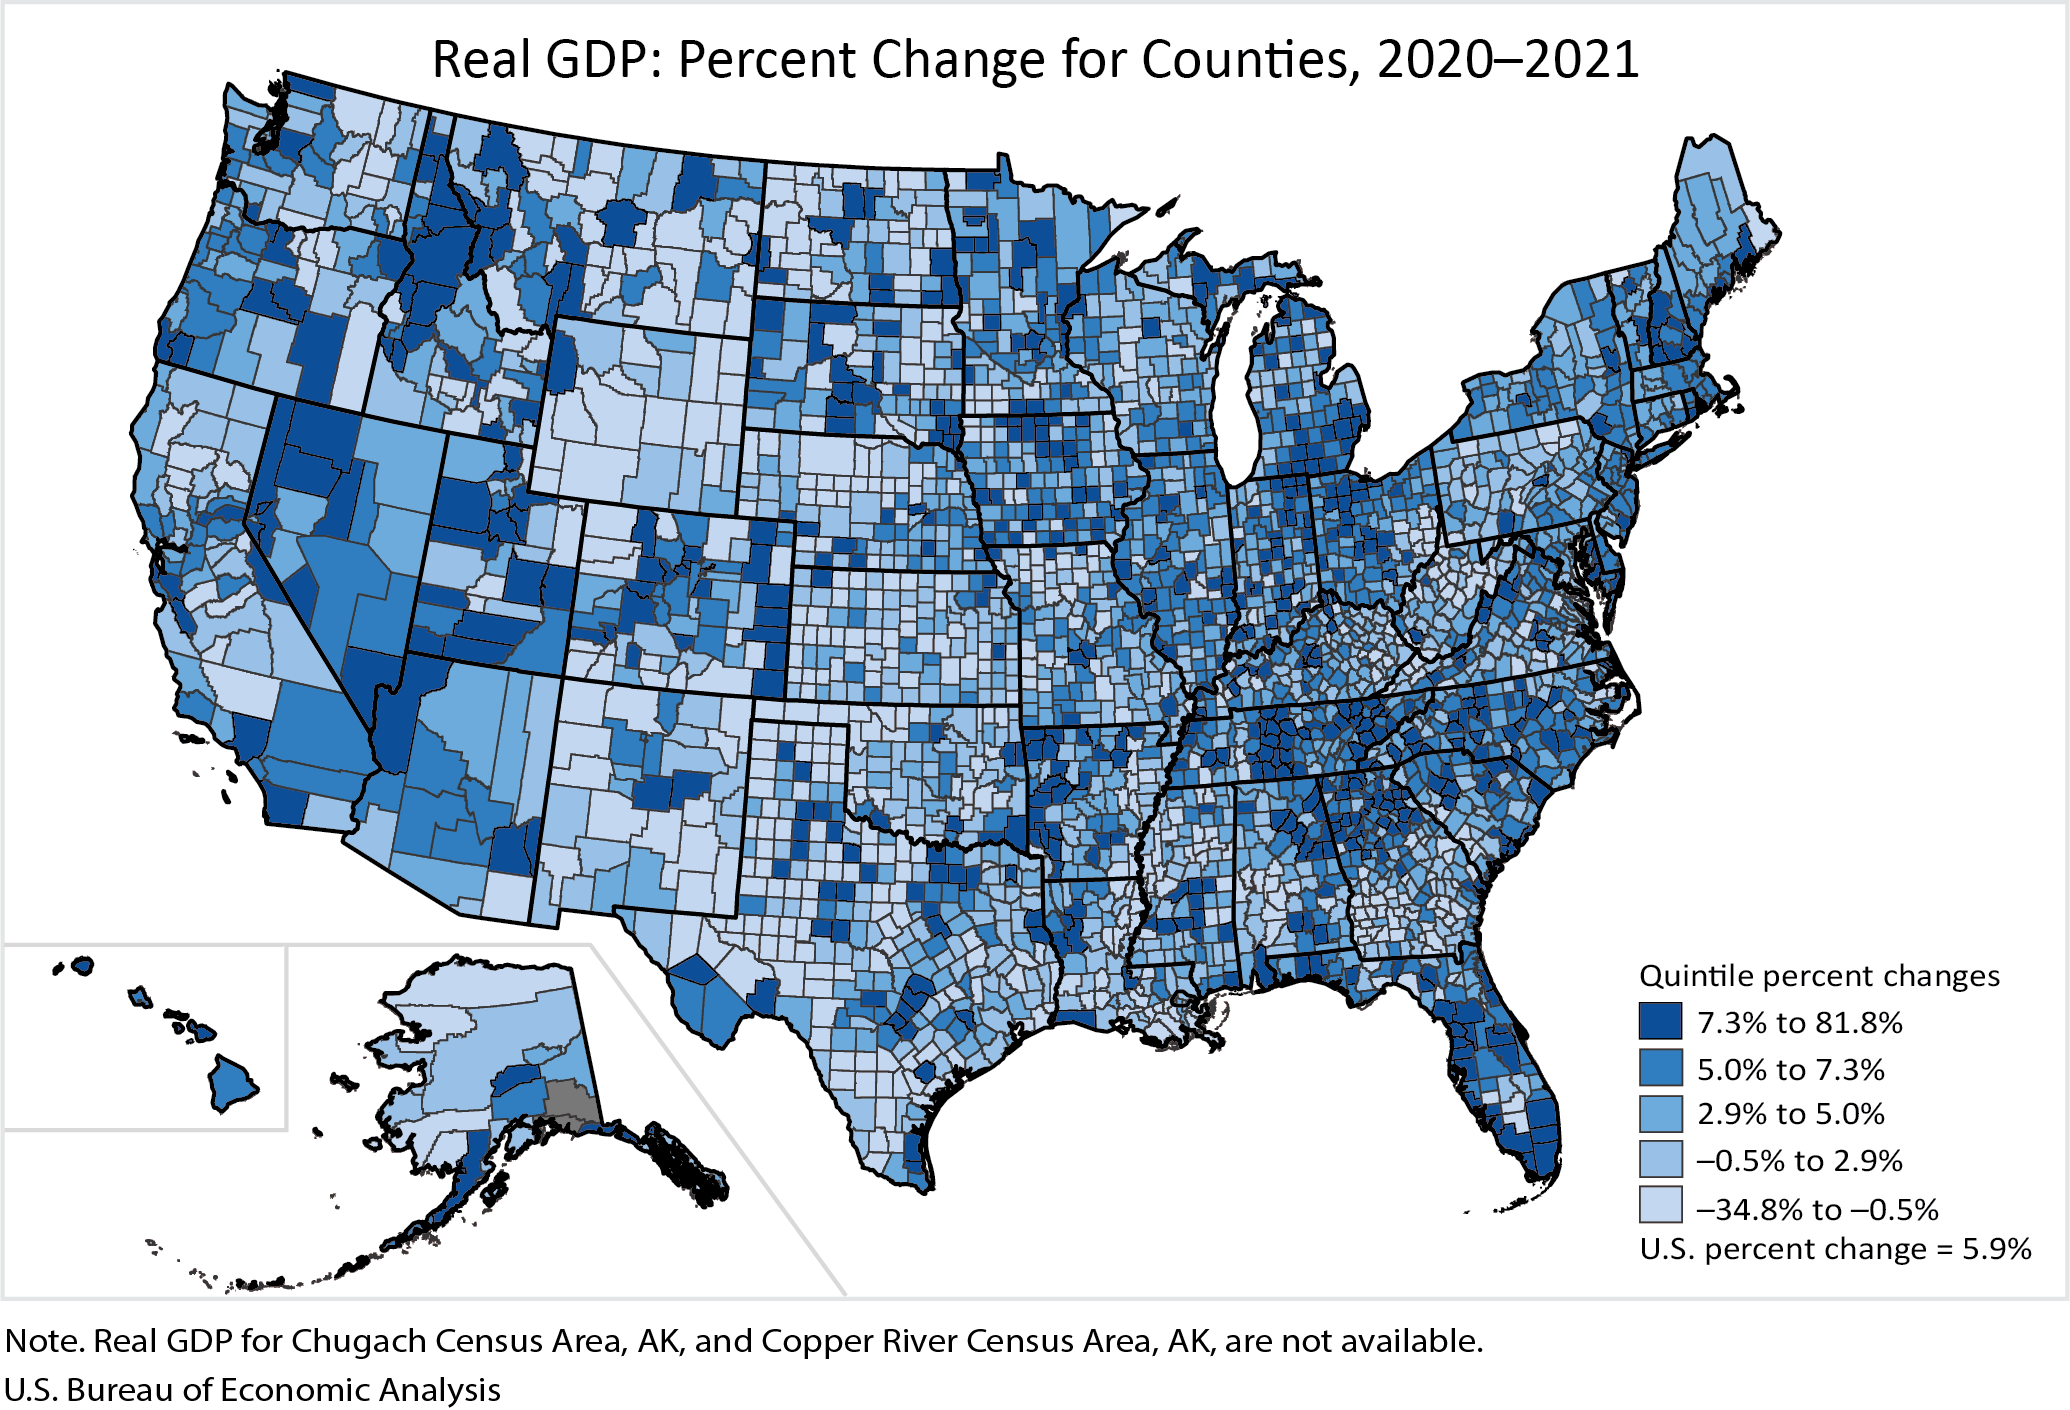 Real GDP: Percent Change for Counties, 2020–2021
Quintile percent changes
7.3% to 81.8%
5.0% to 7.3%
2.9% to 5.0%
–0.5% to 2.9%
–34.8% to –0.5%
U.S. percent change = 5.9%
Note. Real GDP for Chugach Census Area, AK, and Copper River Census Area, AK, are not available.
U.S. Bureau of Economic Analysis